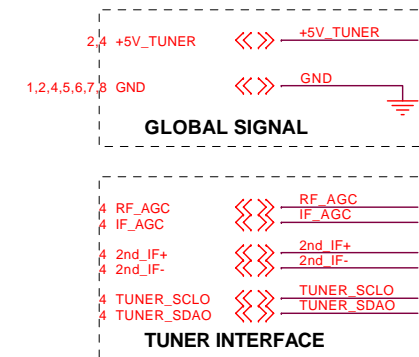 2,4 +5V_TUNER +5V_TUNER
1,2,4,5,6,7,8 GND GND
GLOBAL SIGNAL
4 RF_AGC RF_AGC
4 IF_AGC IF_AGC
4 2nd_IF+ 2nd_IF+
4 2nd_IF- 2nd_IF-
4 TUNER_SCLO TUNER_SCLO
4 TUNER_SDAO TUNER_SDAO
TUNER INTERFACE